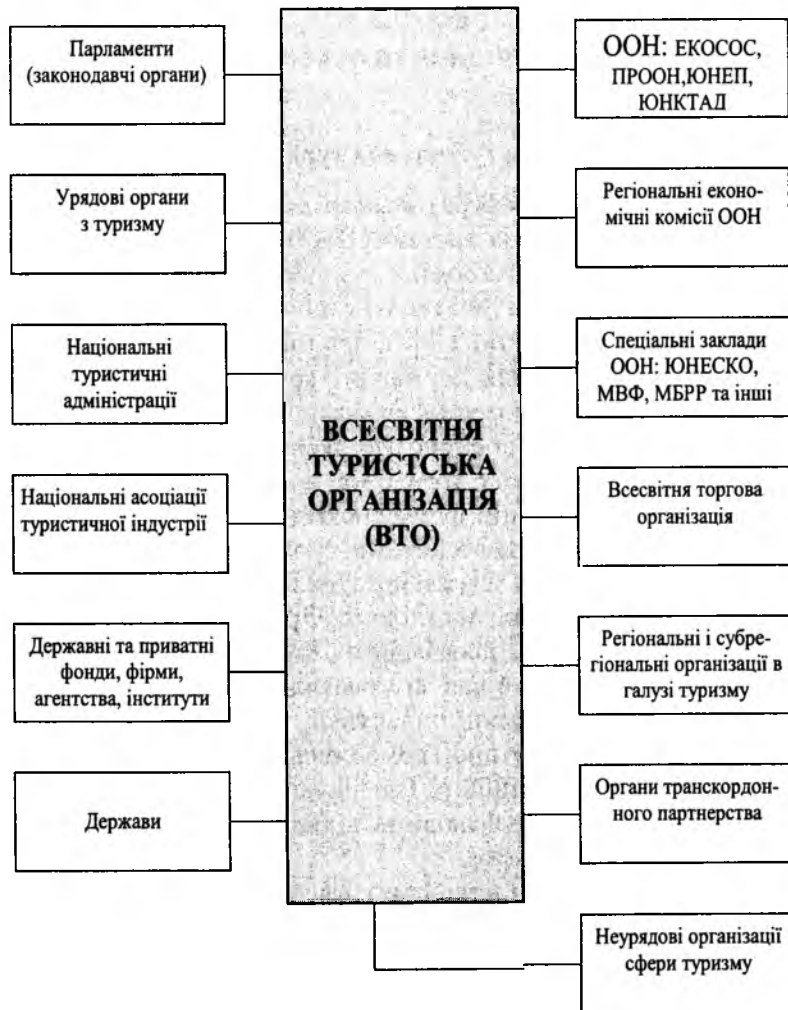 Парламенти
(законодавчі органи)
Урядові органи
з туризму
Національні
туристичні
адміністрації
Національні асоціації
туристичної індустрії
Державні та приватні
фонди, фірми,
агентства, інститути
Держави
ВСЕСВІТНЯ
ТУРИСТСЬКА
ОРГАНІЗАЦІЯ
(ВТО)
ООН: ЕКОСОС,
ПРООН,ЮНЕП,
ЮНКТАД
Регіональні еконо-
мічні комісії ООН
Спеціальні заклади
ООН: ЮНЕСКО,
МВФ, МБРР та інші
Всесвітня торгова
організація
Регіональні і субре-
гіональні організації в
галузі туризму
Органи транскордон-
ного партнерства
Неурядові організації
сфери туризму